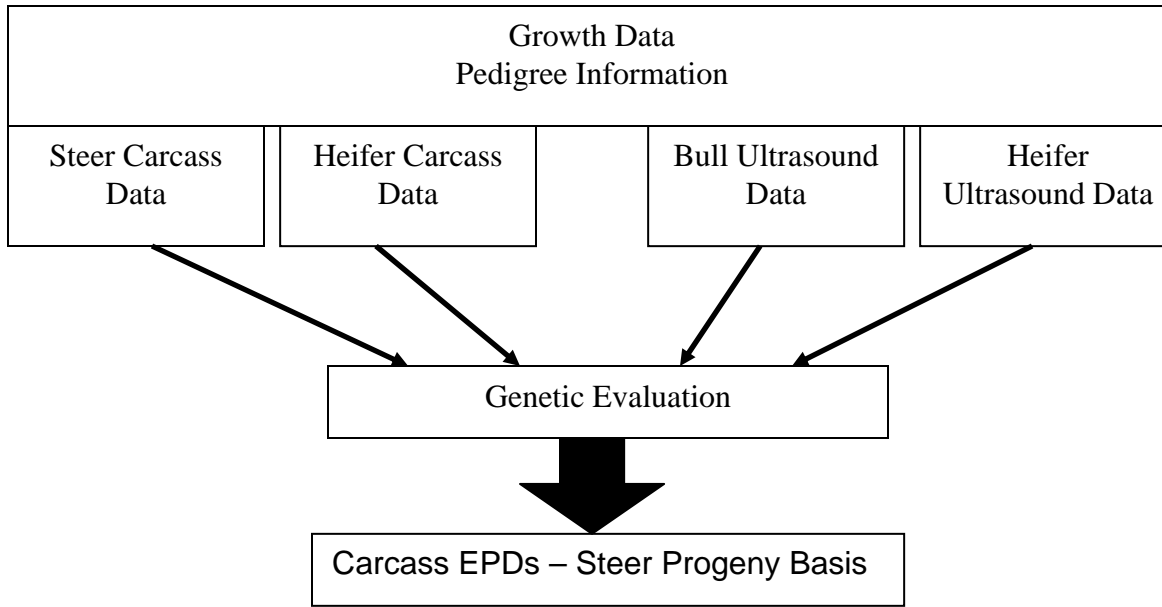 Growth Data
Pedigree Information
Steer Carcass
Data
Heifer Carcass
Data
Bull Ultrasound
Data
Heifer
Ultrasound Data
Genetic Evaluation
Carcass EPDs – Steer Progeny Basis